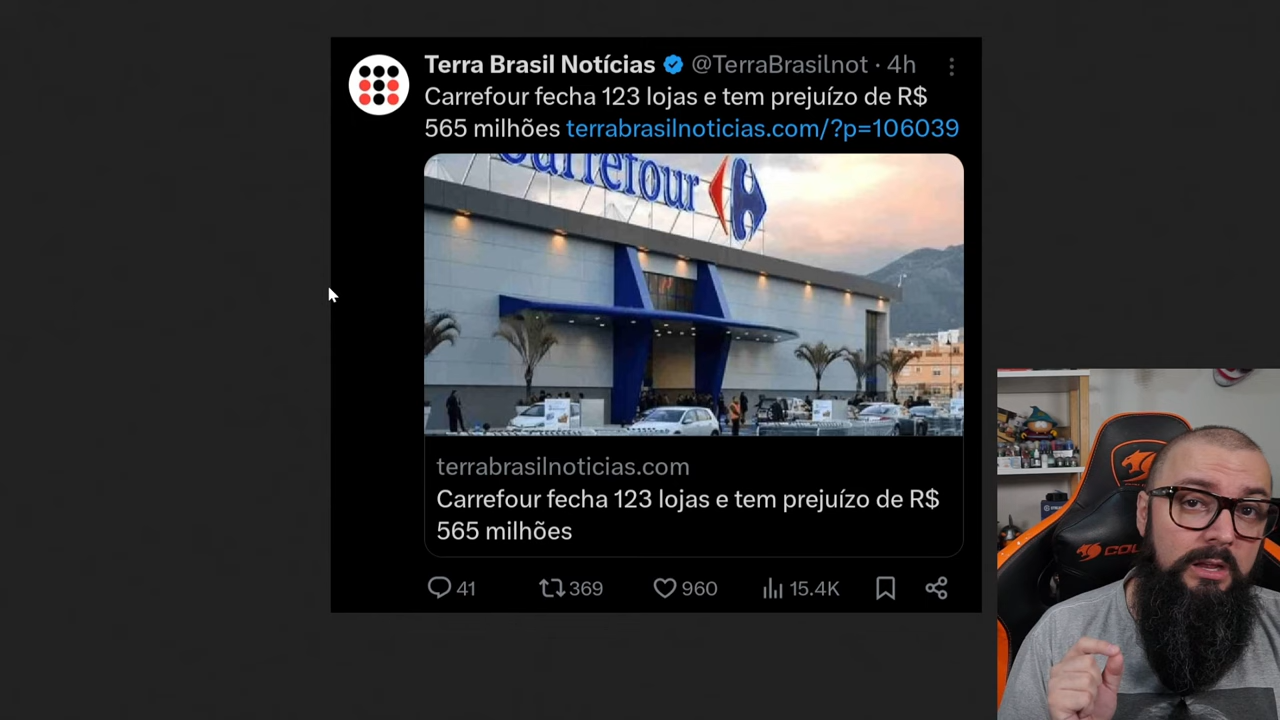 Terra Brasil Notícias @TerraBrasilnot · 4h
Carrefour fecha 123 lojas e tem prejuízo de R$
565 milhões terrabrasilnoticias.com/?p=106039
Carrefour
terrabrasilnoticias.com
Carrefour fecha 123 lojas e tem prejuízo de R$
565 milhões
41 369 960 15.4K
COU